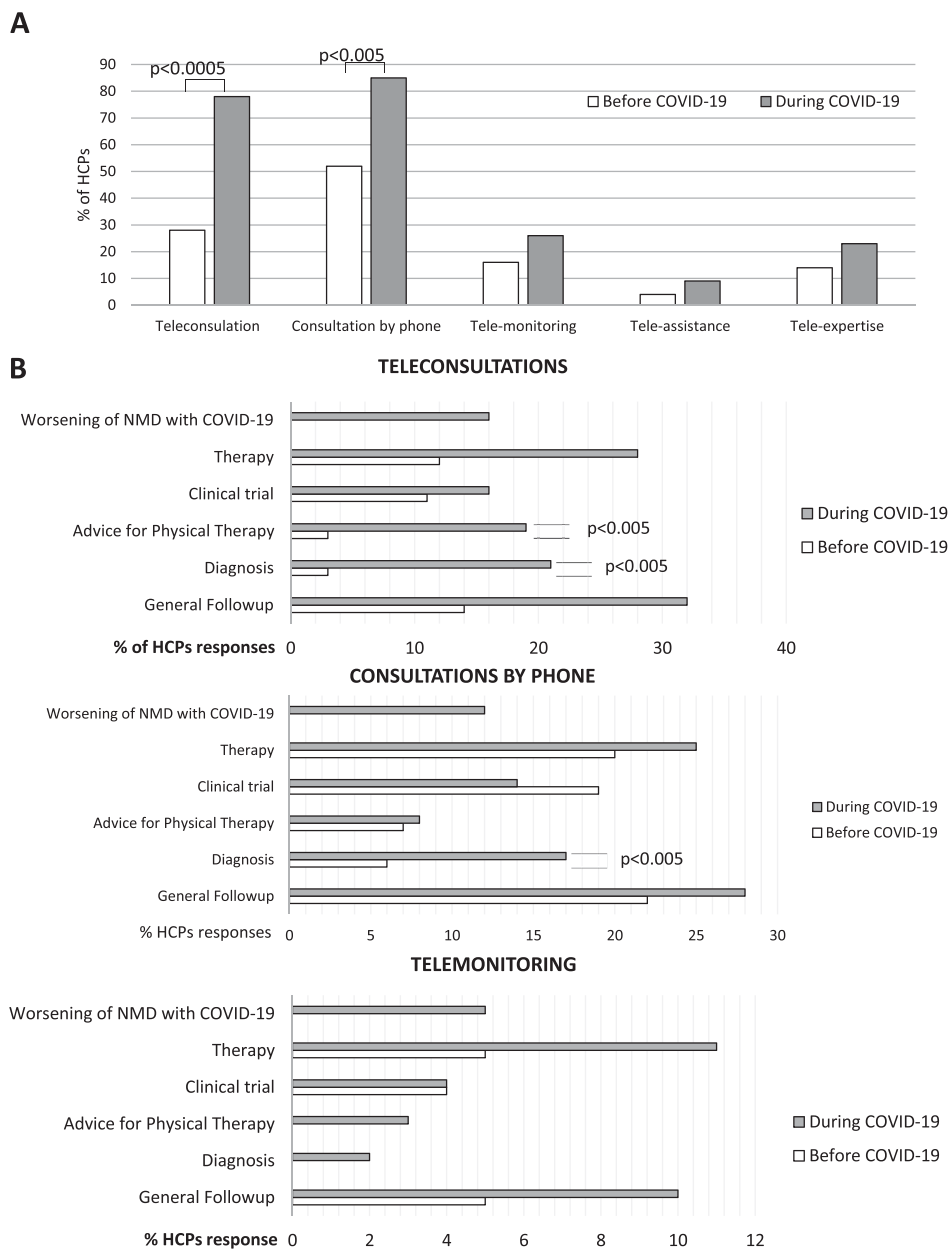 A
p<0.0005
p<0.005
90
80
70
60
50
40
30
20
10
0
% of HCPs
Before COVID-19
During COVID-19
Teleconsulation
Consultation by phone
Tele-monitoring
Tele-assistance
Tele-expertise
B
TELECONSULTATIONS
Worsening of NMD with COVID-19
Therapy
Clinical trial
Advice for Physical Therapy
Diagnosis
General Followup
p<0.005
p<0.005
During COVID-19
Before COVID-19
% of HCPs responses 0 10 20 30 40
CONSULTATIONS BY PHONE
Worsening of NMD with COVID-19
Therapy
Clinical trial
Advice for Physical Therapy
Diagnosis
General Followup
p<0.005
During COVID-19
Before COVID-19
% HCPs responses 0 5 10 15 20 25 30
TELEMONITORING
Worsening of NMD with COVID-19
Therapy
Clinical trial
Advice for Physical Therapy
Diagnosis
General Followup
During COVID-19
Before COVID-19
% HCPs response 0 2 4 6 8 10 12